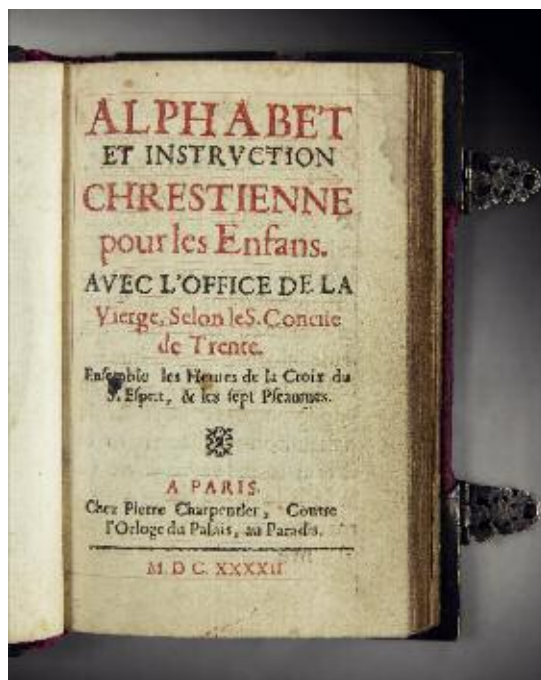 ALPHABET
ET INSTRVCTION
CHRESTIENNE
pour les Enfans.
AVEC L'OFFICE DE LA
Vierge, Selon le S. Concile
de Trente.
Ensemble les Heures de la Croix du
S. Esprit, & les sept Pseaumes.
A PARIS.
Chez Pierre Charpentier, Contre
l'Orloge du Palais, au Paradis.
M. D C. XXXXII